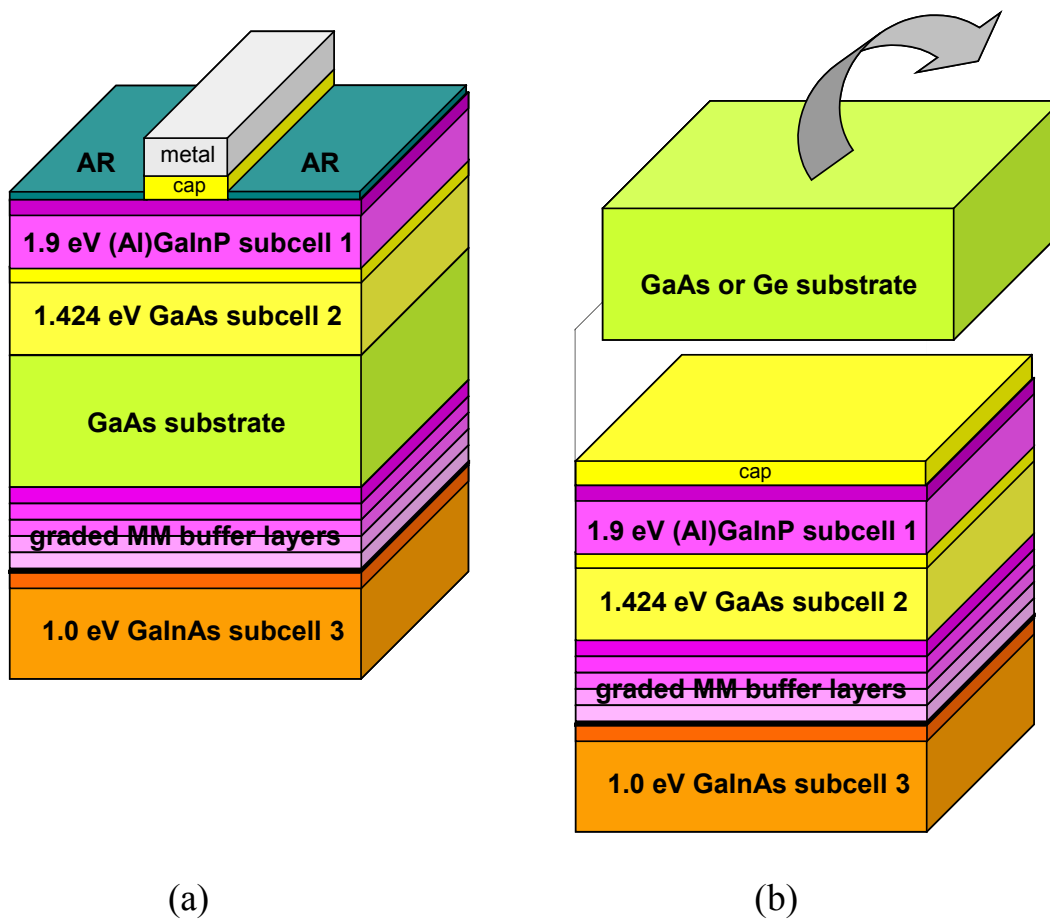 metal
AR
AR
cap
1.9 eV (Al)GaInP subcell 1
1.424 eV GaAs subcell 2
GaAs substrate
graded MM buffer layers
1.0 eV GaInAs subcell 3
(a)
GaAs or Ge substrate
cap
1.9 eV (Al)GaInP subcell 1
1.424 eV GaAs subcell 2
graded MM buffer layers
1.0 eV GaInAs subcell 3
(b)